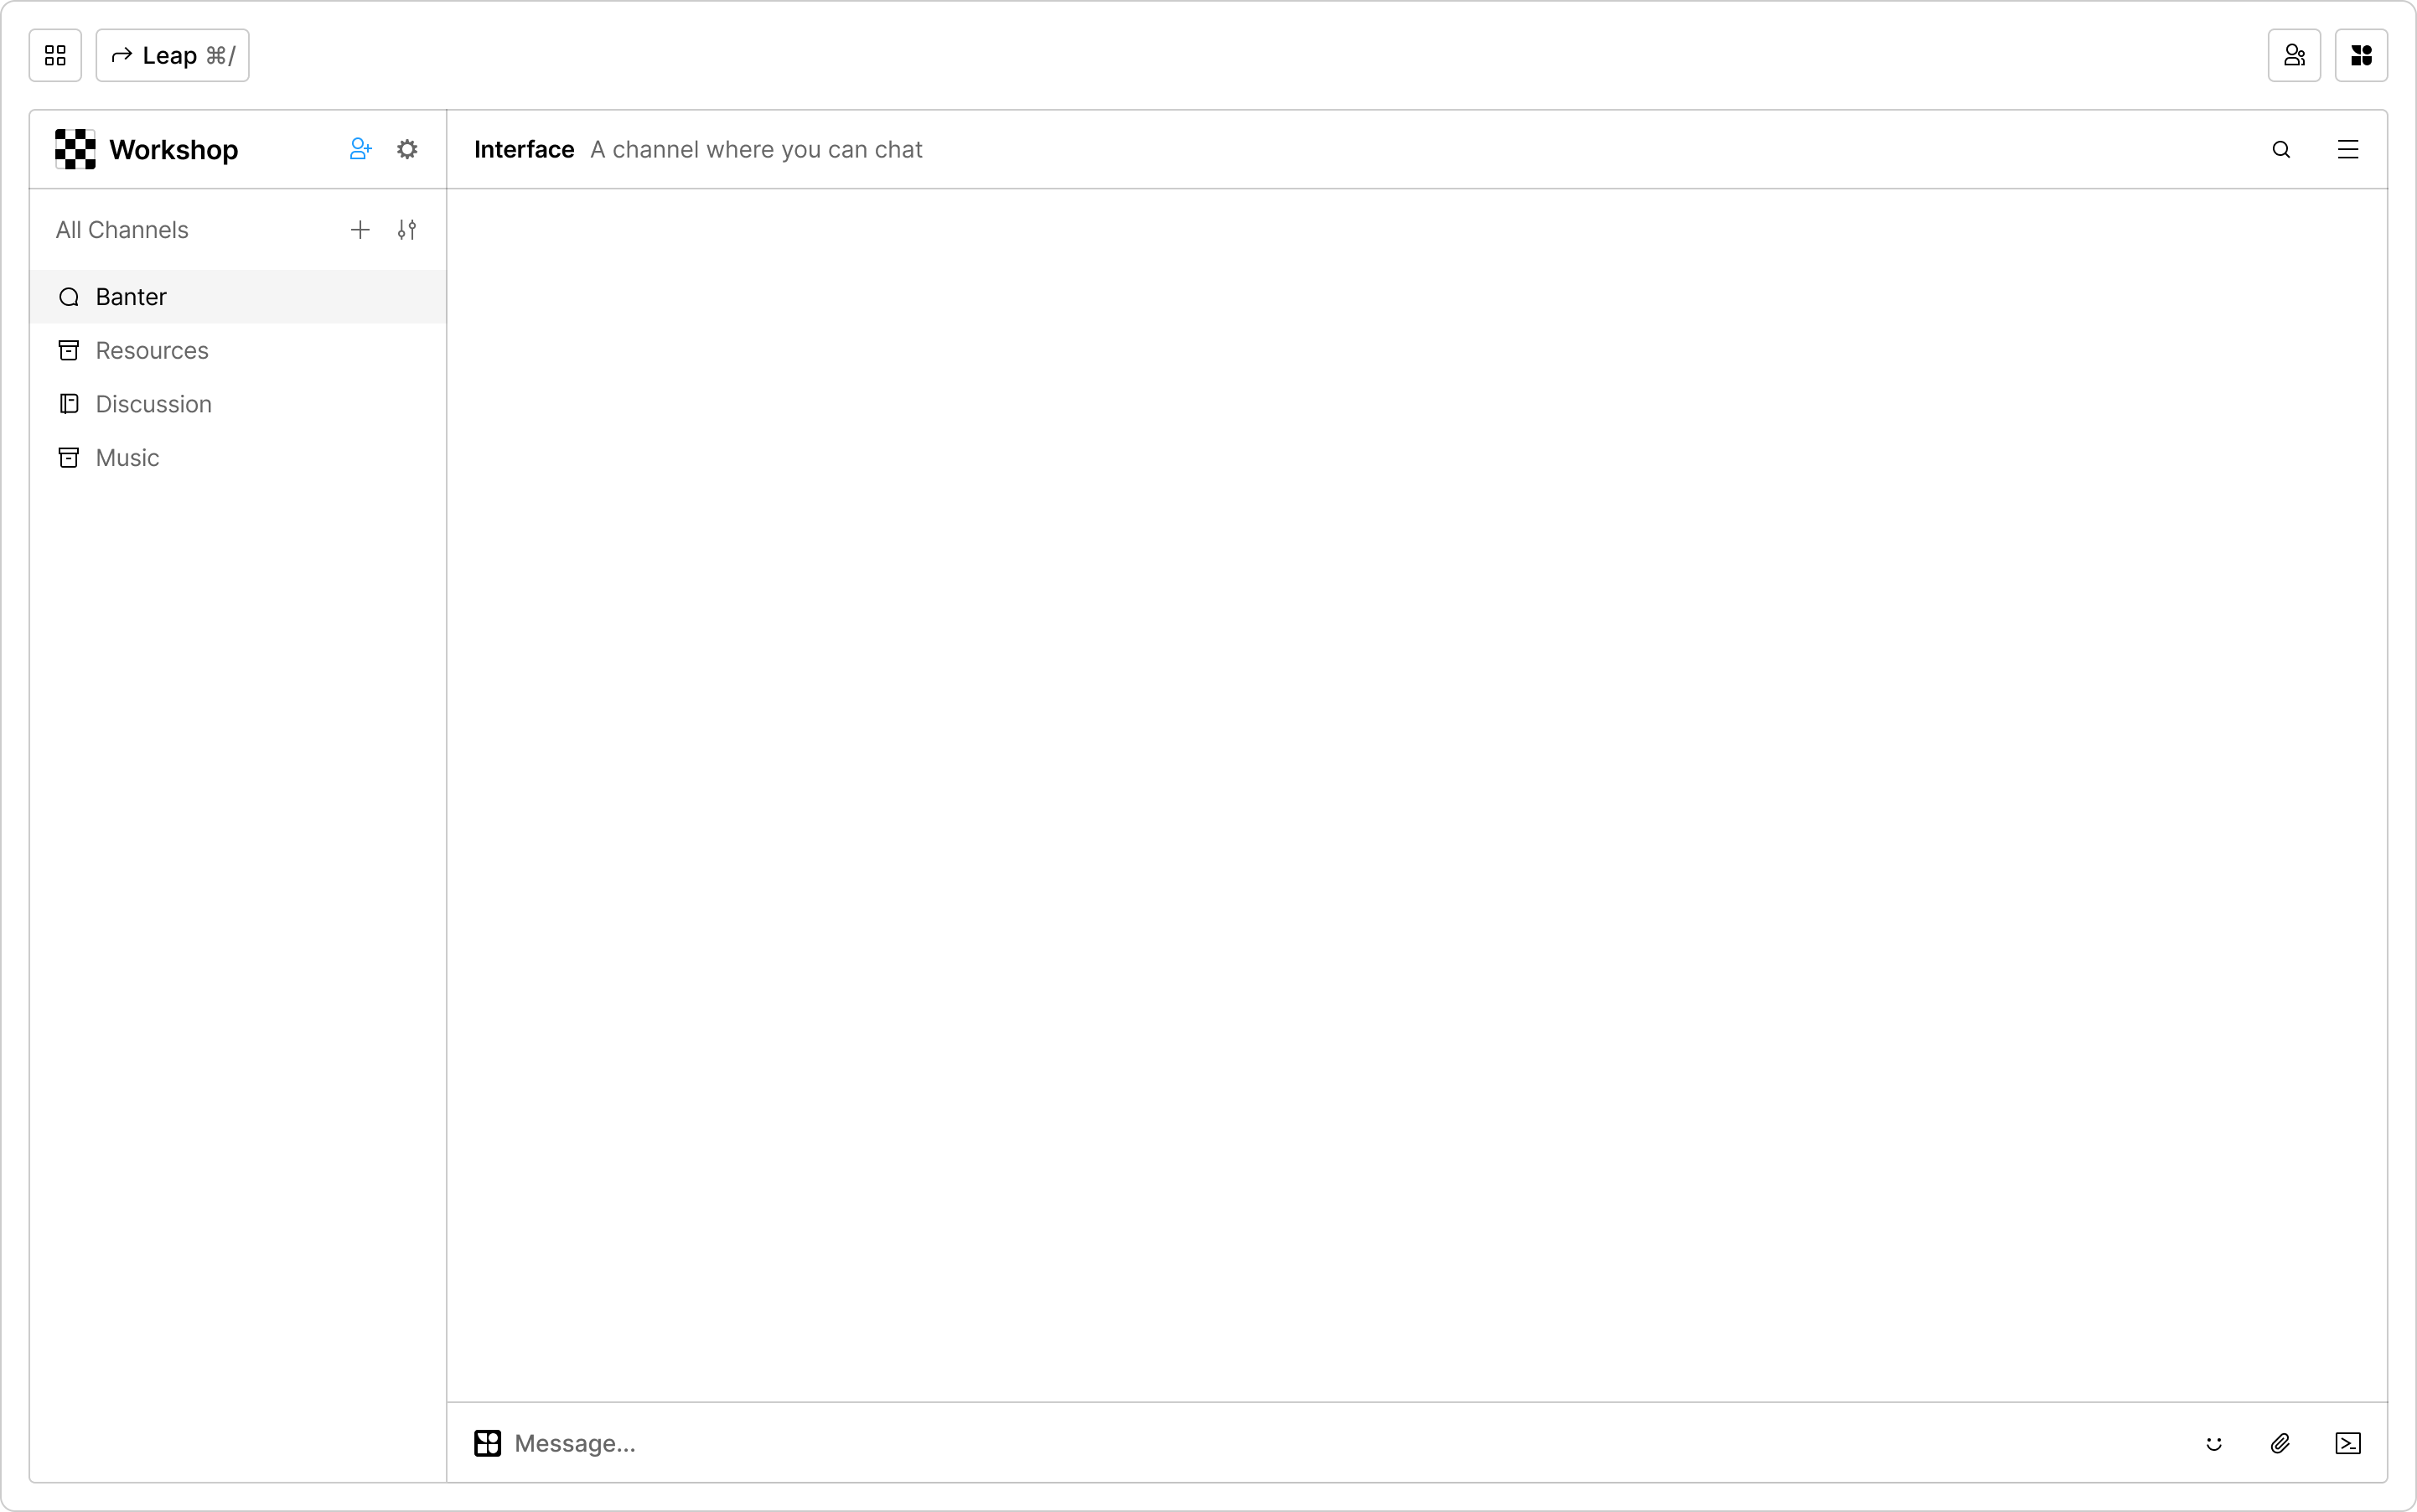 Leap ⌘/
Workshop
Interface A channel where you can chat
All Channels
Banter
Resources
Discussion
Music
Message...